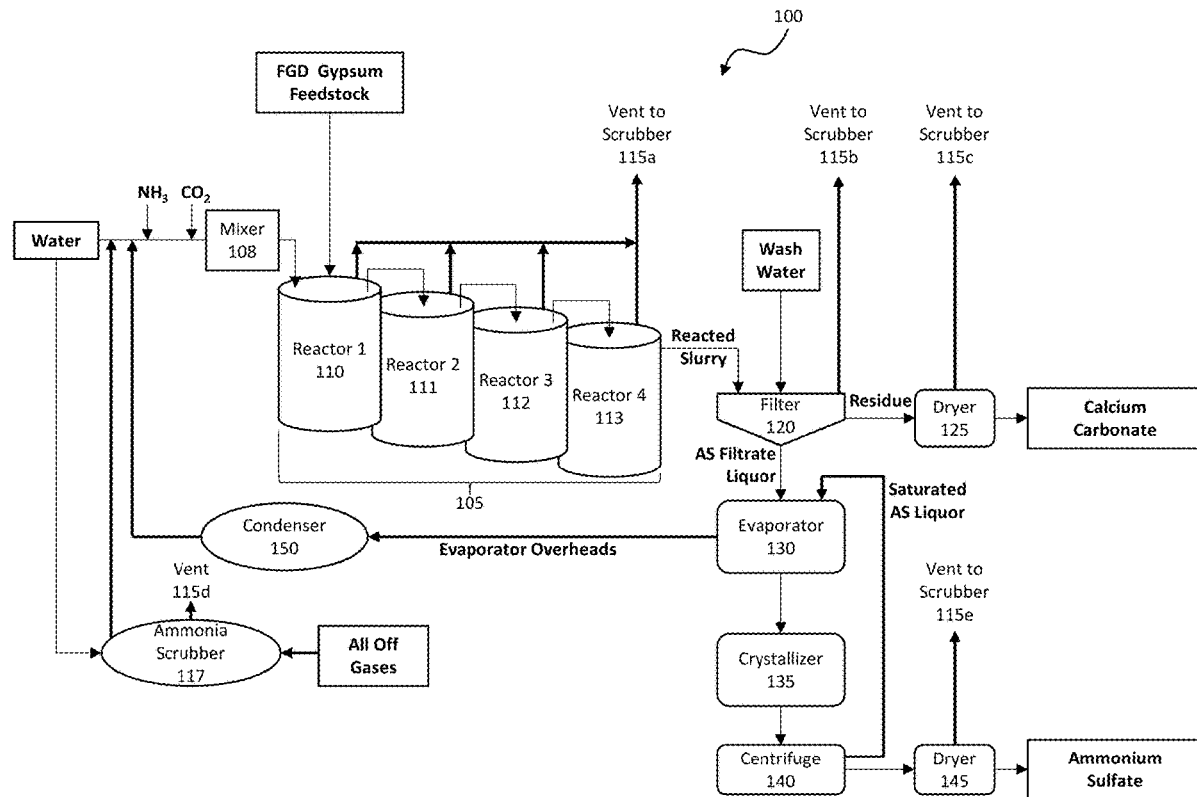 100
FGD Gypsum
Feedstock
Vent to
Scrubber
115a
Vent to
Scrubber
115b
Vent to
Scrubber
115c
NH₃
CO₂
Water
Mixer
108
Wash
Water
Reactor 1
110
Reactor 2
111
Reactor 3
112
Reactor 4
113
Reacted
Slurry
Filter
120
Residue
Dryer
125
Calcium
Carbonate
105
AS Filtrate
Liquor
Saturated
AS Liquor
Condenser
150
Evaporator Overheads
Evaporator
130
Vent
115d
Ammonia
Scrubber
117
All Off
Gases
Vent to
Scrubber
115e
Crystallizer
135
Centrifuge
140
Dryer
145
Ammonium
Sulfate